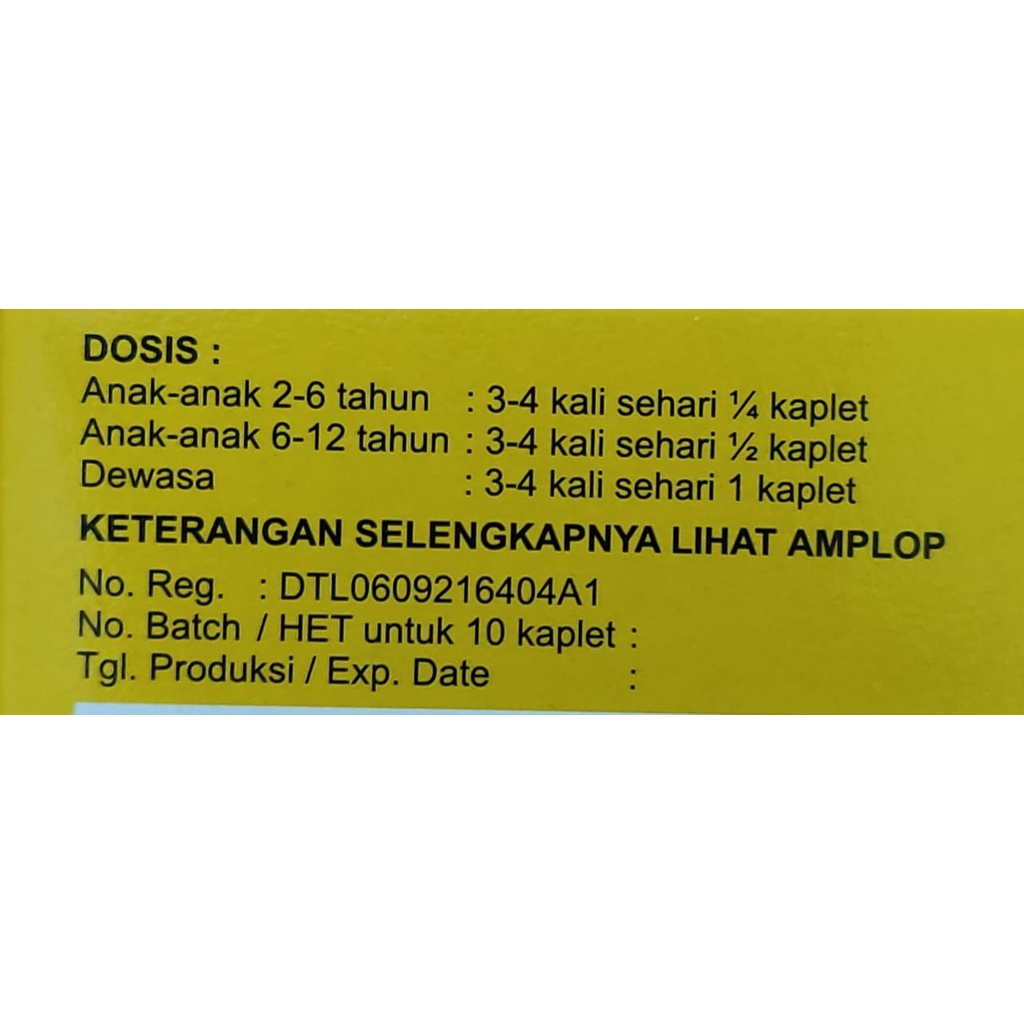 DOSIS :
Anak-anak 2-6 tahun : 3-4 kali sehari ¼ kaplet
Anak-anak 6-12 tahun : 3-4 kali sehari ½ kaplet
Dewasa : 3-4 kali sehari 1 kaplet
KETERANGAN SELENGKAPNYA LIHAT AMPLOP
No. Reg. : DTL0609216404A1
No. Batch / HET untuk 10 kaplet :
Tgl. Produksi / Exp. Date :